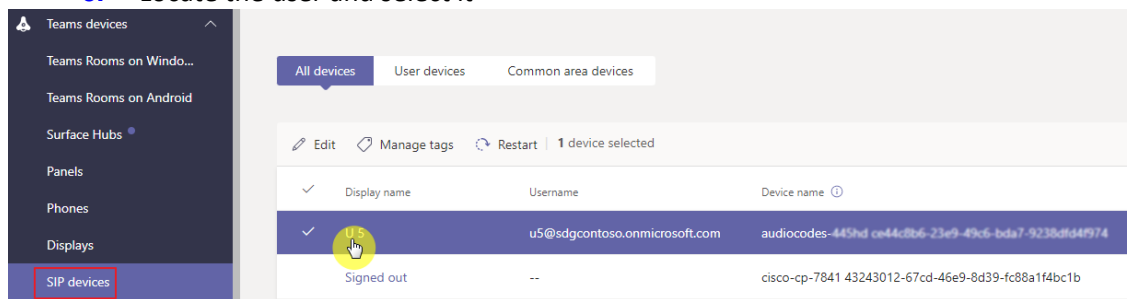 Locate the user and select it
Teams devices
Teams Rooms on Windo...
All devices User devices Common area devices
Teams Rooms on Android
Surface Hubs
Edit Manage tags Restart 1 device selected
Panels
Display name Username Device name
Phones
Displays
U 5 u5@sdgcontoso.onmicrosoft.com audiocodes-445hd ce44c8b6-23e9-49c6-bda7-9238dfd4f974
SIP devices
Signed out -- cisco-cp-7841 43243012-67cd-46e9-8d39-fc88a1f4bc1b